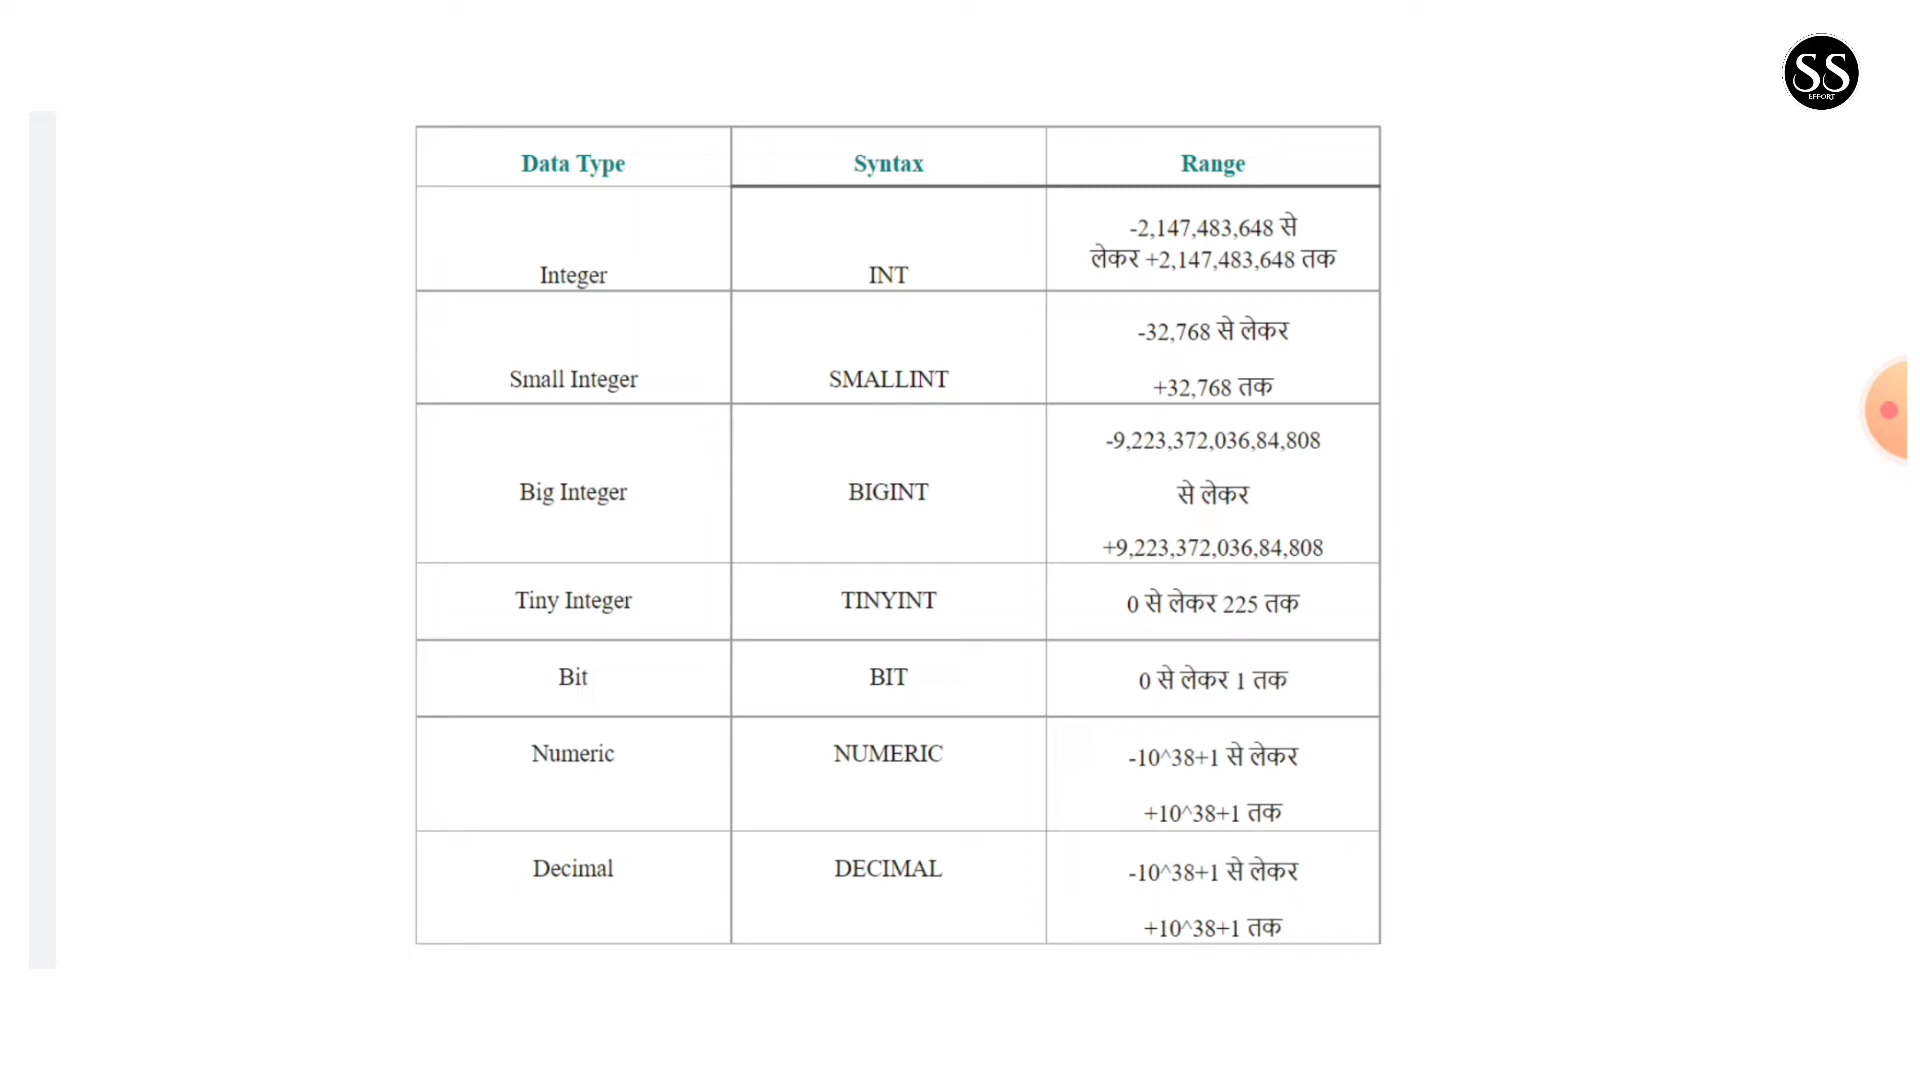 SS
EFFORT
Data Type Syntax Range
-2,147,483,648 से
लेकर +2,147,483,648 तक
Integer INT
-32,768 से लेकर
Small Integer SMALLINT
+32,768 तक
-9,223,372,036,84,808
Big Integer BIGINT
से लेकर
+9,223,372,036,84,808
Tiny Integer TINYINT 0 से लेकर 225 तक
Bit BIT 0 से लेकर 1 तक
Numeric NUMERIC -10^38+1 से लेकर
+10^38+1 तक
Decimal DECIMAL -10^38+1 से लेकर
+10^38+1 तक